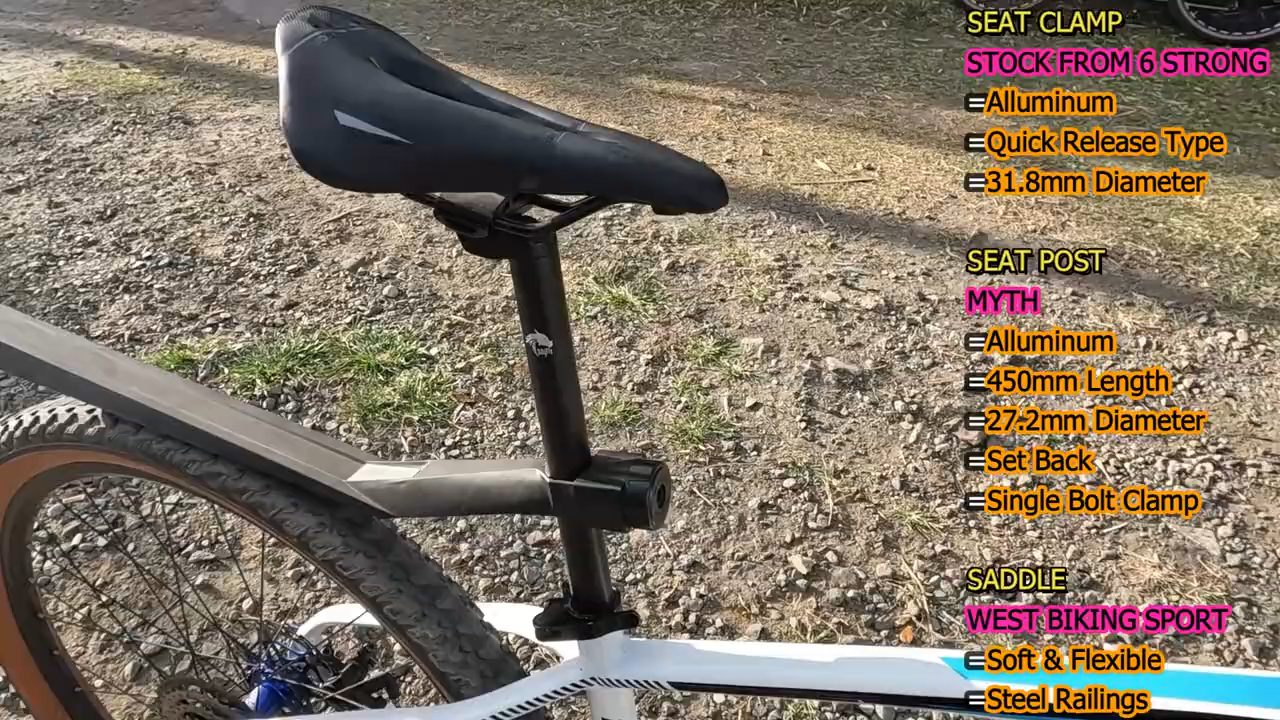 SEAT CLAMP
STOCK FROM 6 STRONG
=Alluminum
=Quick Release Type
=31.8mm Diameter
SEAT POST
MYTH
=Alluminum
=450mm Length
=27.2mm Diameter
=Set Back
=Single Bolt Clamp
SADDLE
WEST BIKING SPORT
=Soft & Flexible
=Steel Railings